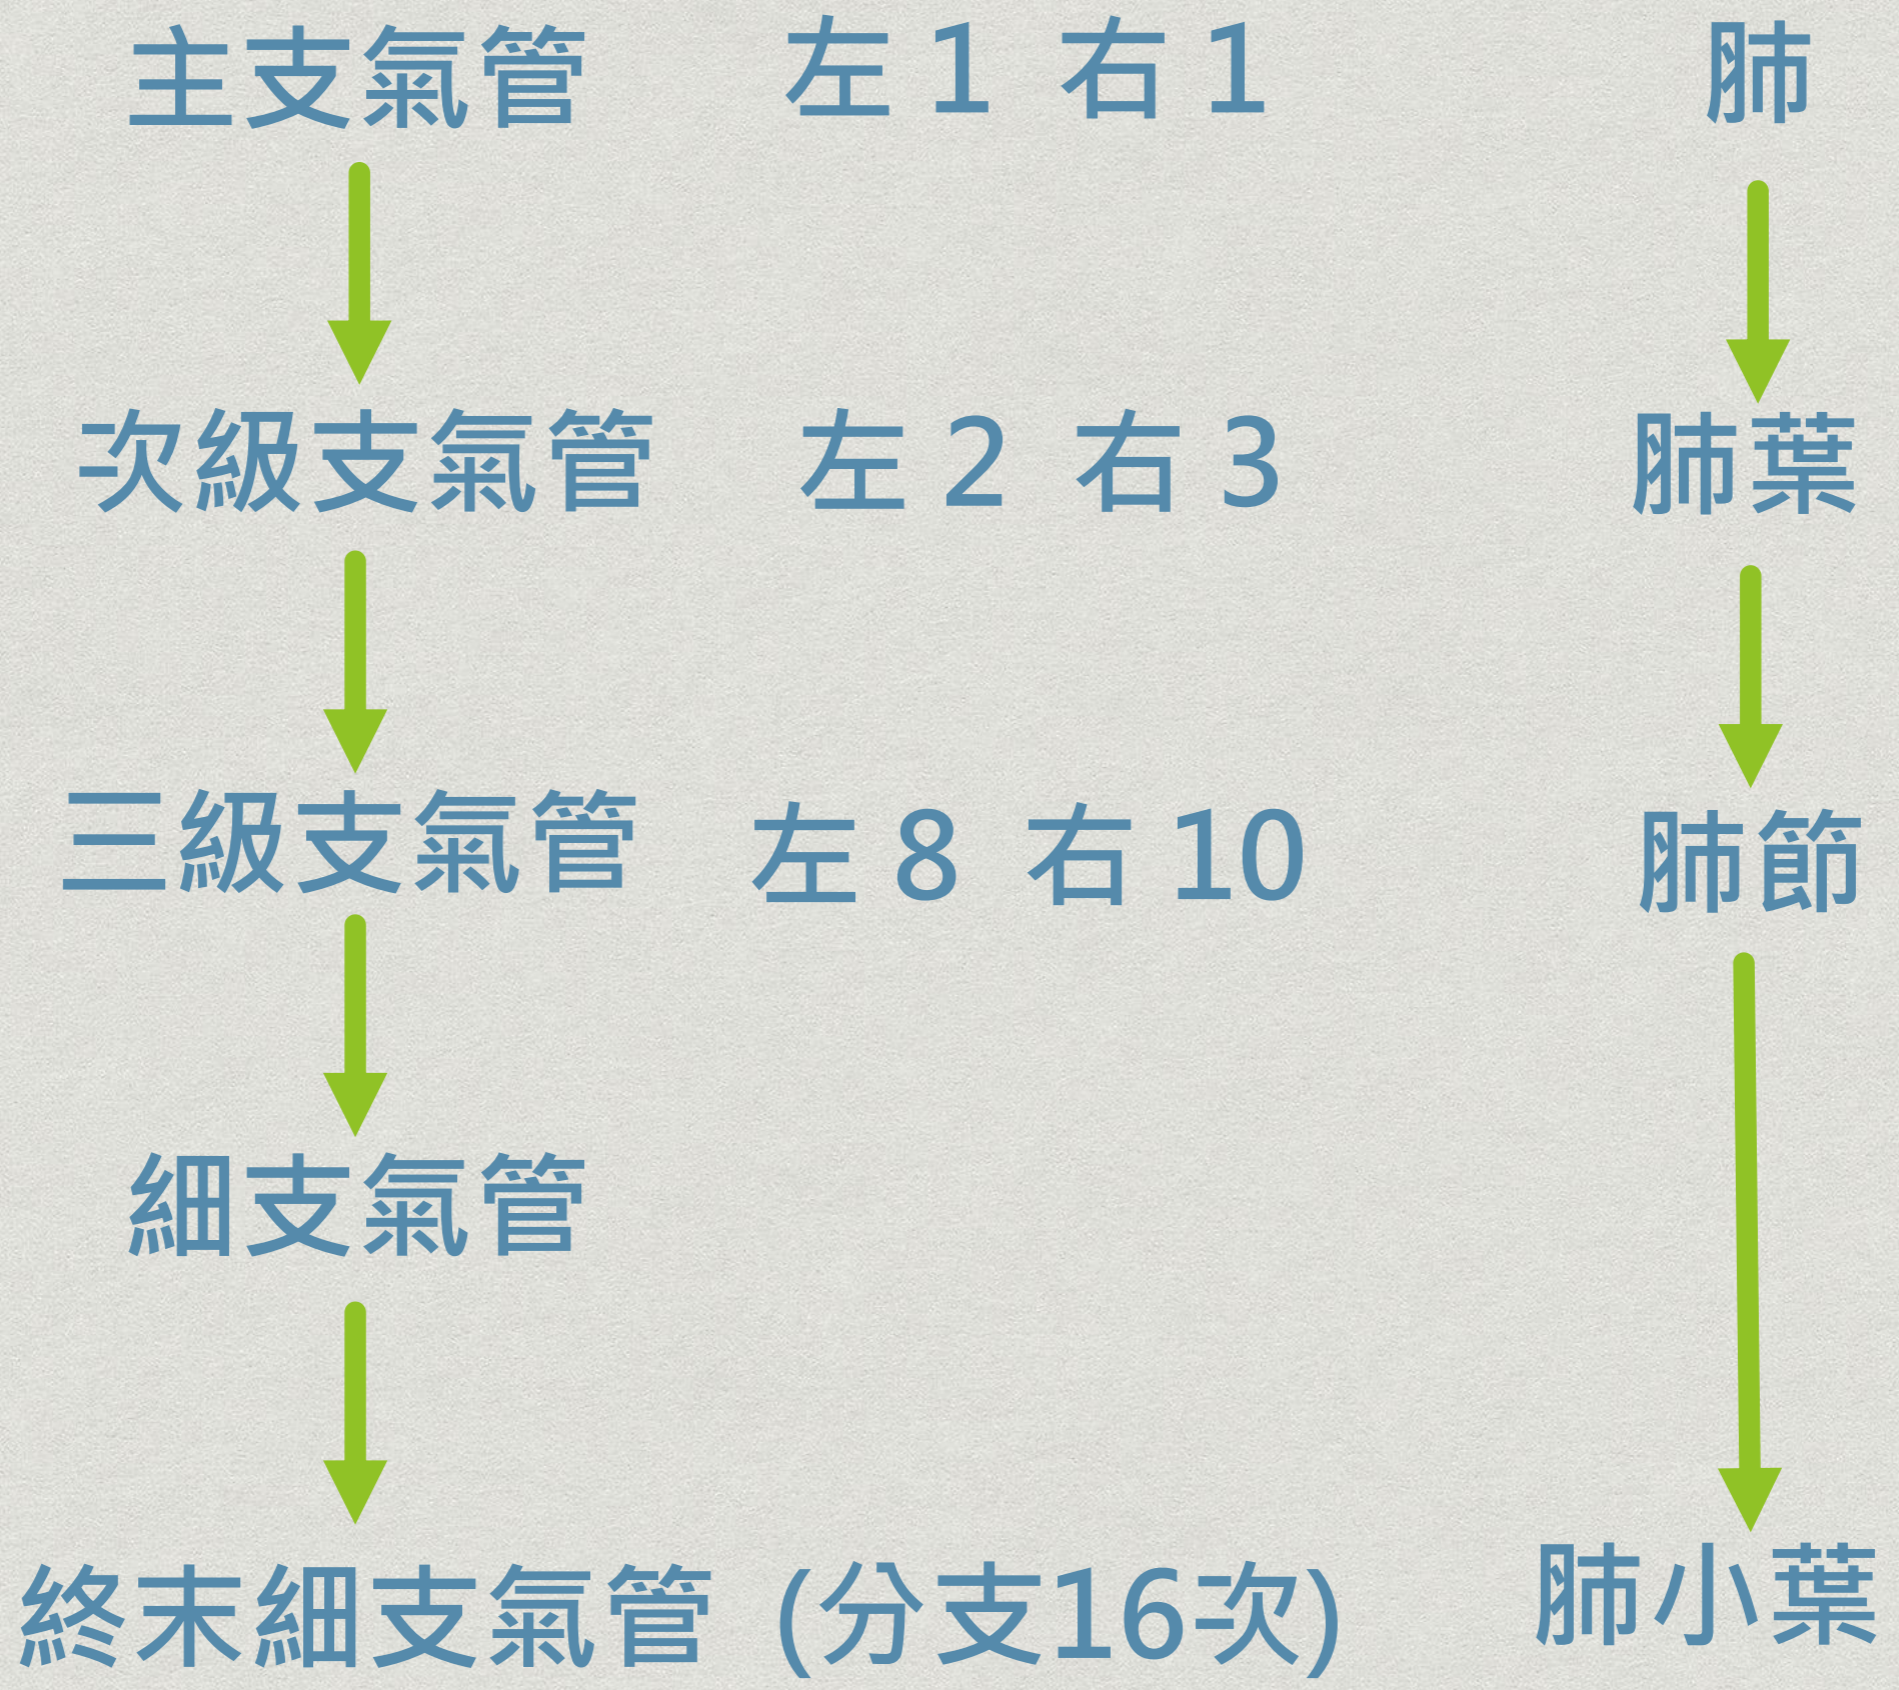 主支氣管 左 1 右 1 肺
次級支氣管 左 2 右 3 肺葉
三級支氣管 左 8 右 10 肺節
細支氣管
終末細支氣管 (分支16次) 肺小葉